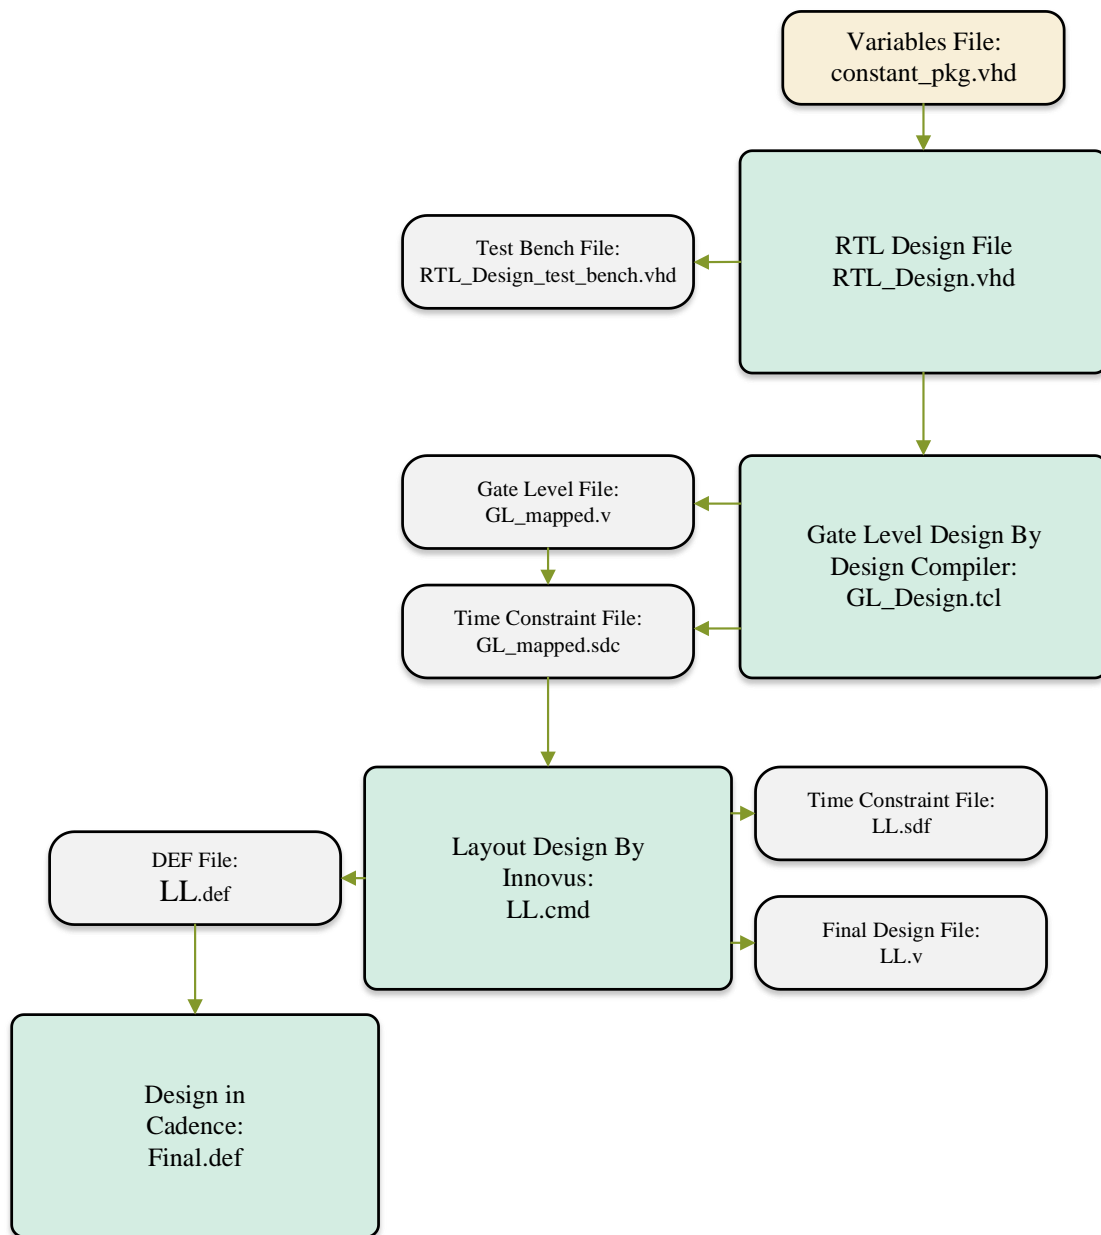 Variables File:
constant_pkg.vhd
Test Bench File:
RTL_Design_test_bench.vhd
RTL Design File
RTL_Design.vhd
Gate Level File:
GL_mapped.v
Gate Level Design By
Design Compiler:
GL_Design.tcl
Time Constraint File:
GL_mapped.sdc
Layout Design By
Innovus:
LL.cmd
Time Constraint File:
LL.sdf
DEF File:
LL.def
Final Design File:
LL.v
Design in
Cadence:
Final.def